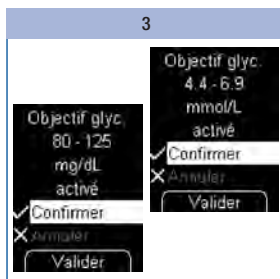 3
Objectif glyc.
80 - 125
mg/dL
activé
Confirmer
Annuler
Valider
Objectif glyc.
4.4 - 6.9
mmol/L
activé
Confirmer
Annuler
Valider